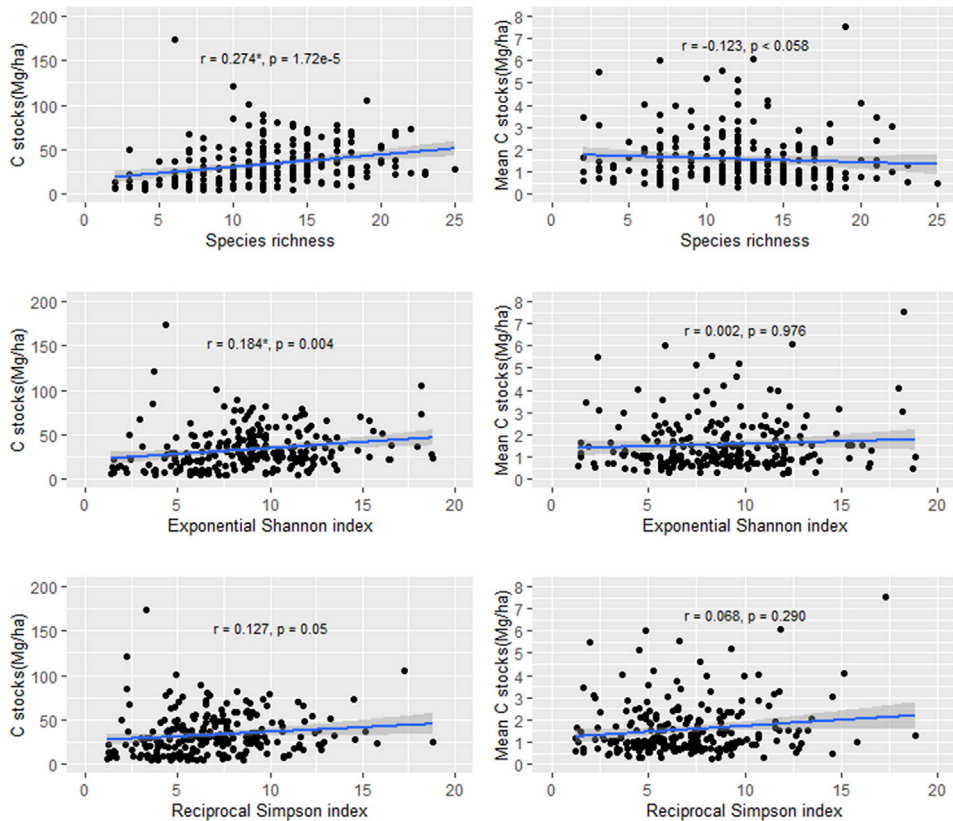 200
150
100
50
0
C stocks(Mg/ha)
r = 0.274*, p = 1.72e-5
0 5 10 15 20 25
Species richness
8
7
6
5
4
3
2
1
0
Mean C stocks(Mg/ha)
r = -0.123, p < 0.058
0 5 10 15 20 25
Species richness
200
150
100
50
0
C stocks(Mg/ha)
r = 0.184*, p = 0.004
0 5 10 15 20
Exponential Shannon index
8
7
6
5
4
3
2
1
0
Mean C stocks(Mg/ha)
r = 0.002, p = 0.976
0 5 10 15 20
Exponential Shannon index
200
150
100
50
0
C stocks(Mg/ha)
r = 0.127, p = 0.05
0 5 10 15 20
Reciprocal Simpson index
8
7
6
5
4
3
2
1
0
Mean C stocks(Mg/ha)
r = 0.068, p = 0.290
0 5 10 15 20
Reciprocal Simpson index